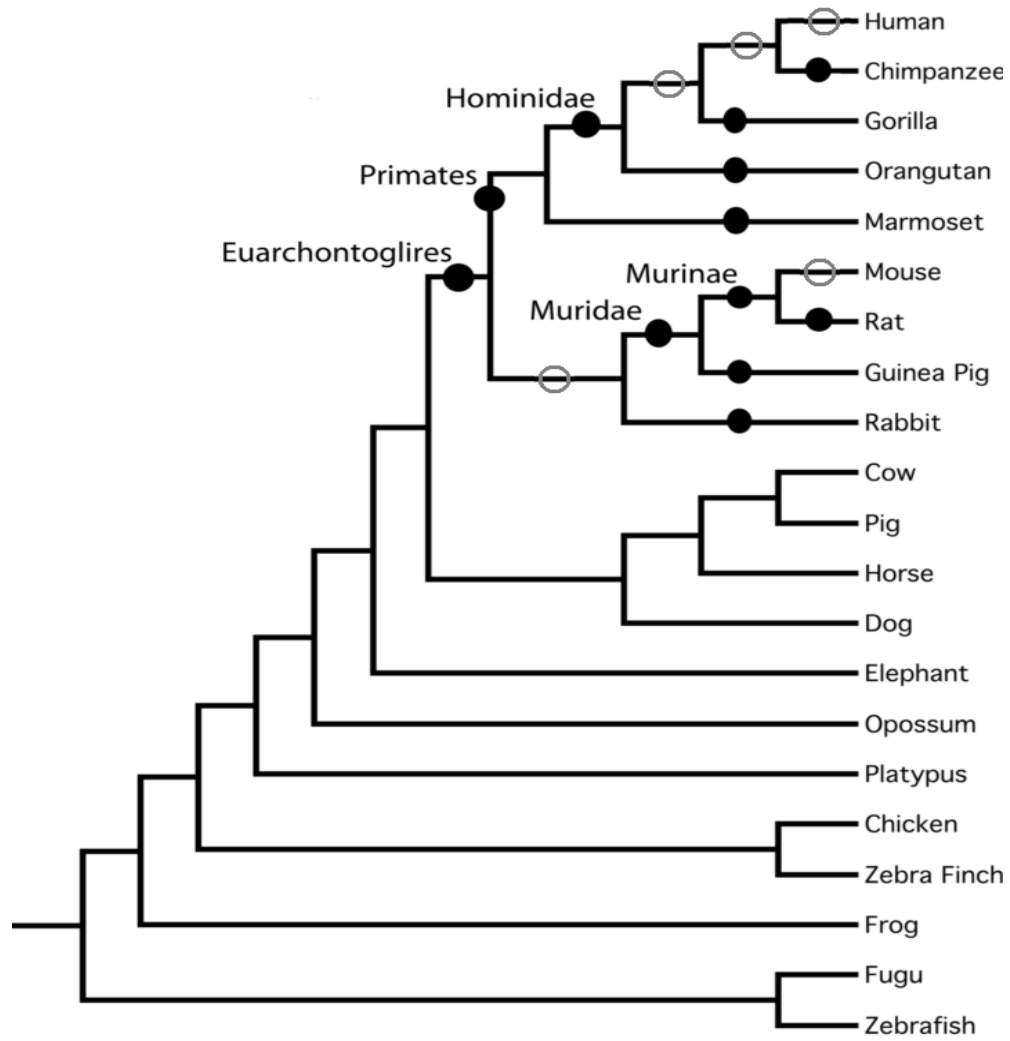 Human
Chimpanzee
Hominidae
Gorilla
Primates
Orangutan
Marmoset
Euarchontoglires
Murinae
Mouse
Muridae
Rat
Guinea Pig
Rabbit
Cow
Pig
Horse
Dog
Elephant
Opossum
Platypus
Chicken
Zebra Finch
Frog
Fugu
Zebrafish